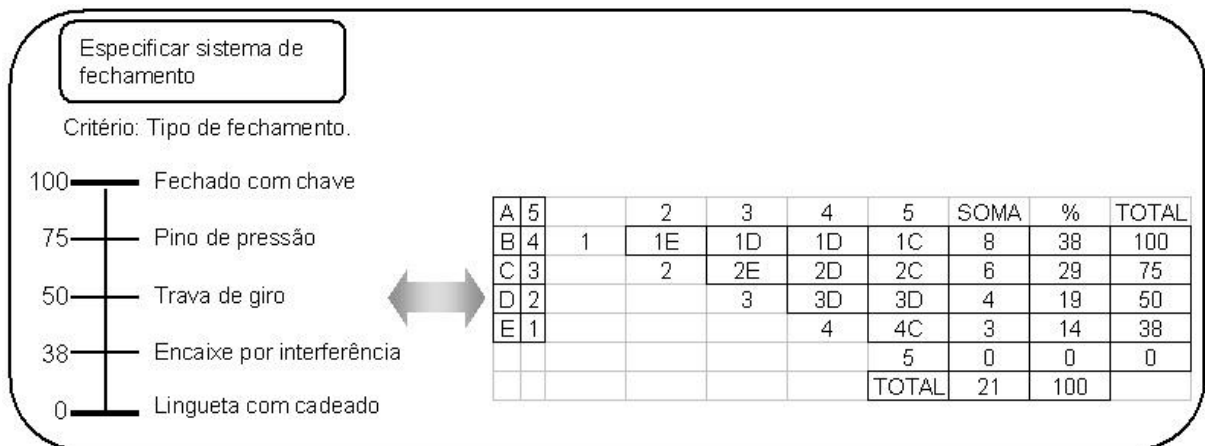 Especificar sistema de
fechamento
Critério: Tipo de fechamento.
100 Fechado com chave
75 Pino de pressão
50 Trava de giro
38 Encaixe por interferência
0 Lingueta com cadeado
A 5 2 3 4 5 SOMA % TOTAL
B 4 1 1E 1D 1D 1C 8 38 100
C 3 2 2E 2D 2C 6 29 75
D 2 3 3D 3D 4 19 50
E 1 4 4C 3 14 38
5 0 0 0
TOTAL 21 100